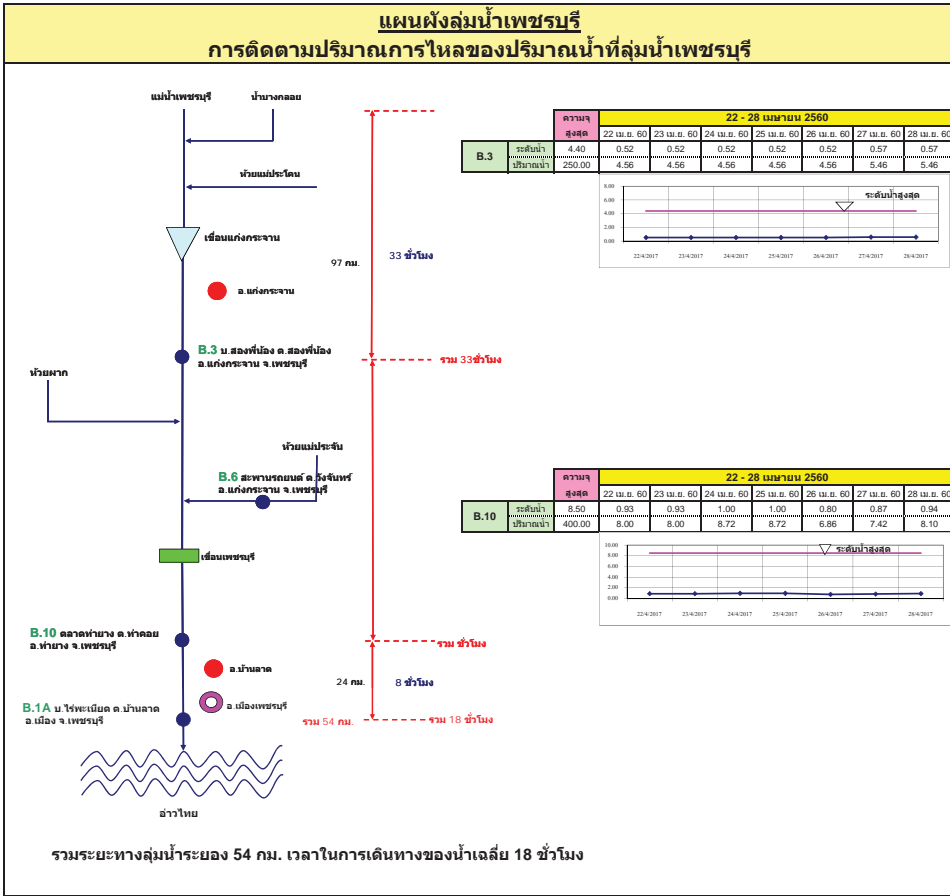 แผนผังลุ่มน้ำเพชรบุรี
การติดตามปริมาณการไหลของปริมาณน้ำที่ลุ่มน้ำเพชรบุรี
แม่น้ำเพชรบุรี
น้ำบางกลอย
ห้วยแม่ประโดน
เขื่อนแก่งกระจาน
97 กม.
33 ชั่วโมง
อ.แก่งกระจาน
B.3 บ.สองพี่น้อง ต.สองพี่น้อง
อ.แก่งกระจาน จ.เพชรบุรี
รวม 33ชั่วโมง
ห้วยผาก
ห้วยแม่ประจัน
B.6 สะพานรถยนต์ ต.วังจันทร์
อ.แก่งกระจาน จ.เพชรบุรี
เขื่อนเพชรบุรี
B.10 ตลาดท่ายาง ต.ท่าคอย
อ.ท่ายาง จ.เพชรบุรี
รวม ชั่วโมง
อ.บ้านลาด
24 กม.
8 ชั่วโมง
อ.เมืองเพชรบุรี
B.1A บ.ไร่พะเนียด ต.บ้านลาด
อ.เมือง จ.เพชรบุรี
รวม 54 กม.
รวม 18 ชั่วโมง
อ่าวไทย
รวมระยะทางลุ่มน้ำระยอง 54 กม. เวลาในการเดินทางของน้ำเฉลี่ย 18 ชั่วโมง
ความจุ 22 - 28 เมษายน 2560
สูงสุด 22 เม.ย. 60 23 เม.ย. 60 24 เม.ย. 60 25 เม.ย. 60 26 เม.ย. 60 27 เม.ย. 60 28 เม.ย. 60
B.3
ระดับน้ำ 4.40 0.52 0.52 0.52 0.52 0.52 0.57 0.57
ปริมาณน้ำ 250.00 4.56 4.56 4.56 4.56 4.56 5.46 5.46
8.00
6.00
4.00
2.00
0.00
ระดับน้ำสูงสุด
22/4/2017 23/4/2017 24/4/2017 25/4/2017 26/4/2017 27/4/2017 28/4/2017
ความจุ 22 - 28 เมษายน 2560
สูงสุด 22 เม.ย. 60 23 เม.ย. 60 24 เม.ย. 60 25 เม.ย. 60 26 เม.ย. 60 27 เม.ย. 60 28 เม.ย. 60
B.10
ระดับน้ำ 8.50 0.93 0.93 1.00 1.00 0.80 0.87 0.94
ปริมาณน้ำ 400.00 8.00 8.00 8.72 8.72 6.86 7.42 8.10
10.00
8.00
6.00
4.00
2.00
0.00
ระดับน้ำสูงสุด
22/4/2017 23/4/2017 24/4/2017 25/4/2017 26/4/2017 27/4/2017 28/4/2017